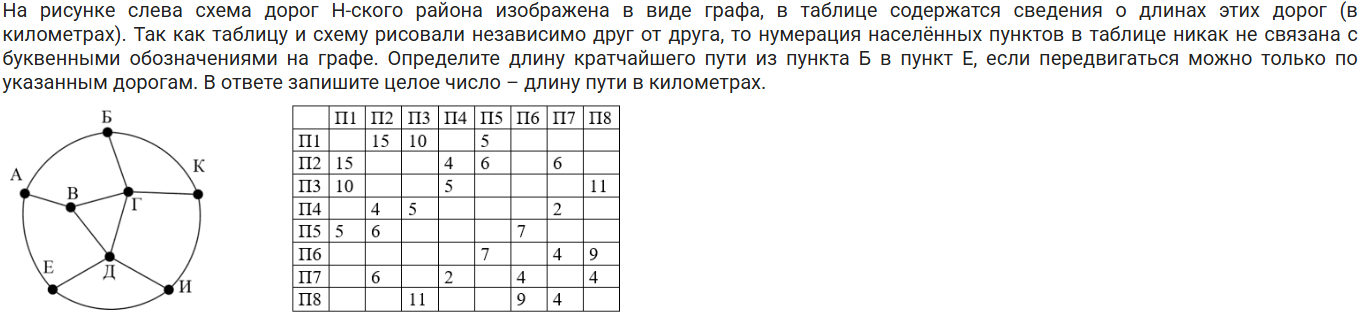 На рисунке слева схема дорог Н-ского района изображена в виде графа, в таблице содержатся сведения о длинах этих дорог (в
километрах). Так как таблицу и схему рисовали независимо друг от друга, то нумерация населённых пунктов в таблице никак не связана с
буквенными обозначениями на графе. Определите длину кратчайшего пути из пункта Б в пункт Е, если передвигаться можно только по
указанным дорогам. В ответе запишите целое число – длину пути в километрах.
Б
К
А
В
Г
Е
Д
И
П1 П2 П3 П4 П5 П6 П7 П8
П1 15 10 5
П2 15 4 6 6
П3 10 5 11
П4 4 5 2
П5 5 6 7
П6 7 4 9
П7 6 2 4 4
П8 11 9 4